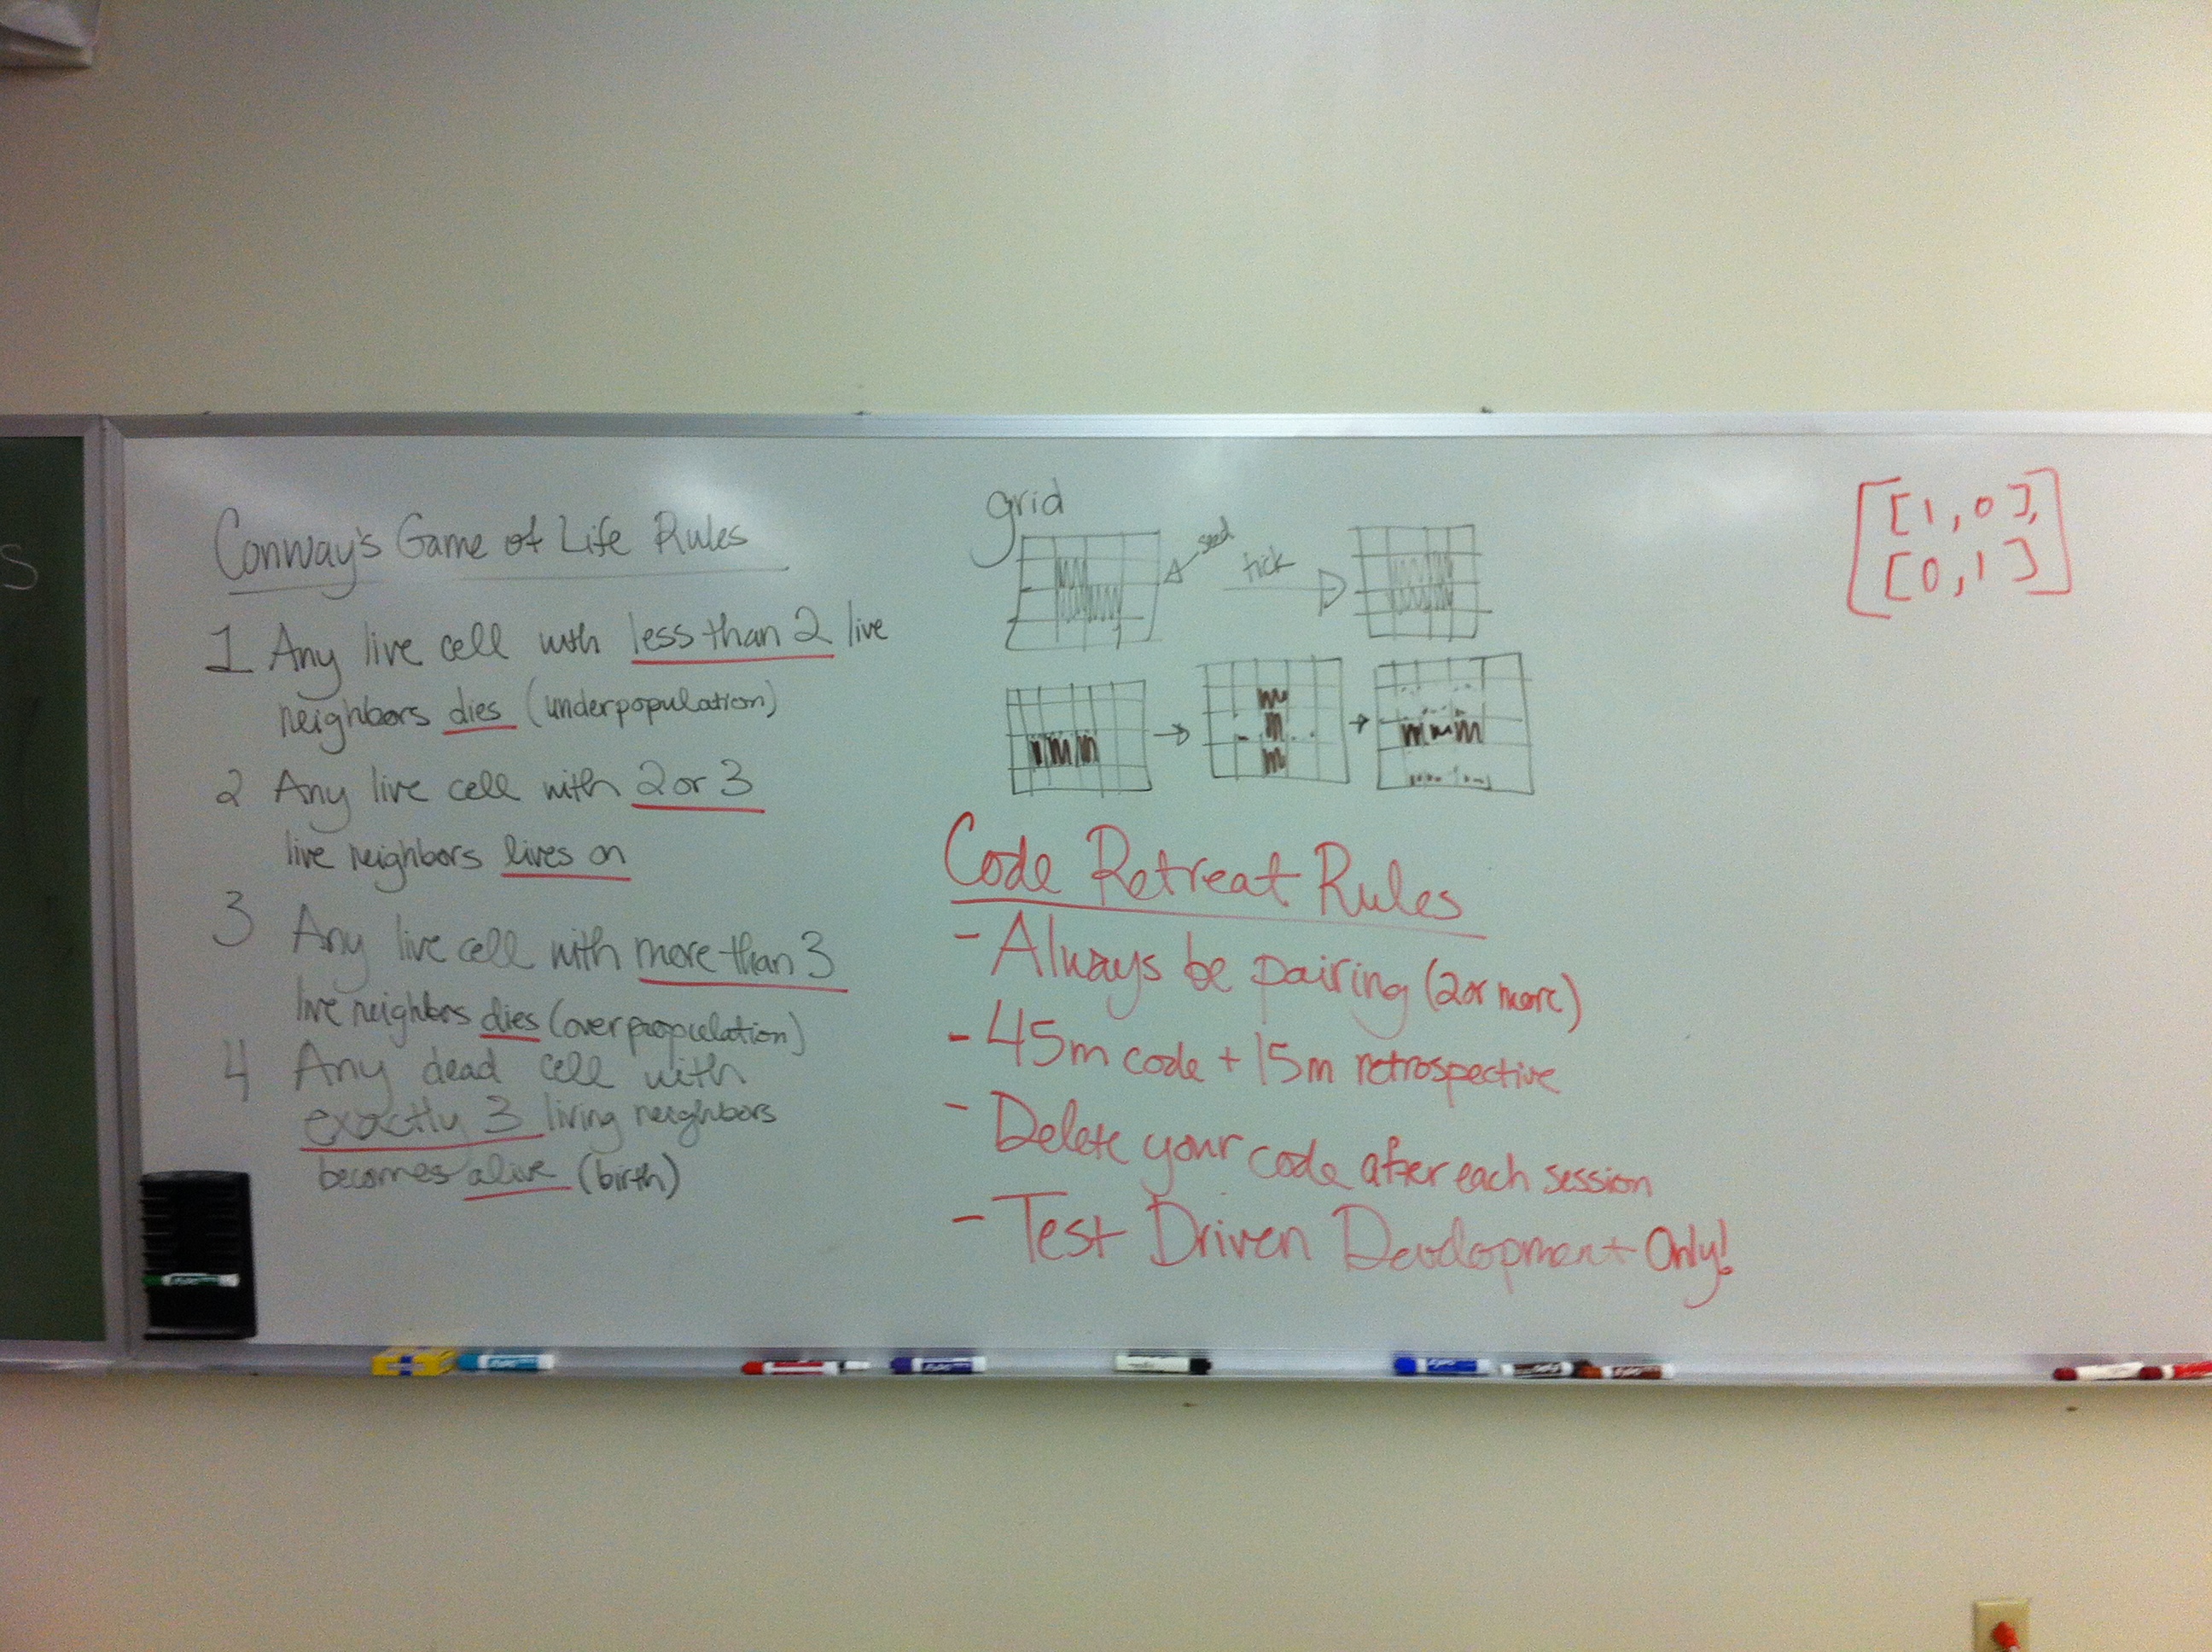 S
Conway's Game of Life Rules
1 Any live cell with less than 2 live
neighbors dies (underpopulation)
2 Any live cell with 2 or 3
live neighbors lives on
3 Any live cell with more than 3
live neighbors dies (overpropulation)
4 Any dead cell with
exactly 3 living neighbors
becomes alive (birth)
grid
seed
tick
Code Retreat Rules
- Always be pairing (2 or more)
- 45m code + 15m retrospective
- Delete your code after each session
- Test Driven Development Only!
[[1,0],
[0,1]]